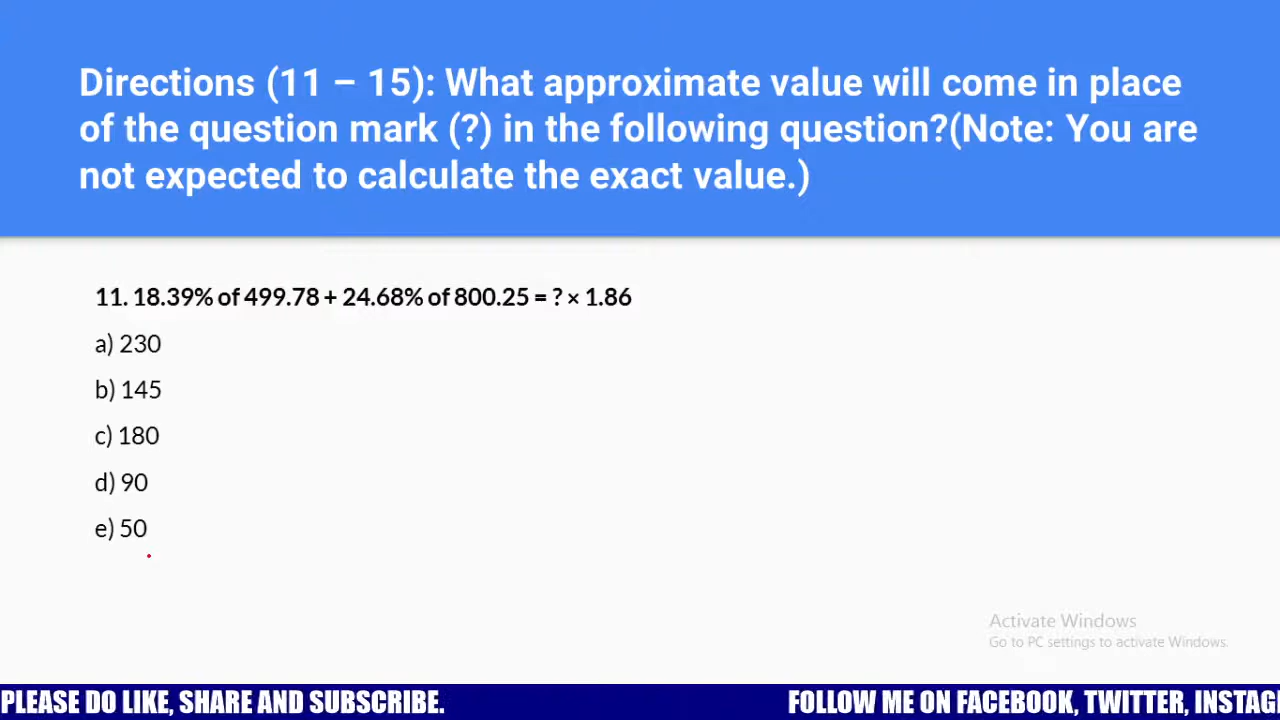 Directions (11 – 15): What approximate value will come in place
of the question mark (?) in the following question?(Note: You are
not expected to calculate the exact value.)
11. 18.39% of 499.78 + 24.68% of 800.25 = ? × 1.86
a) 230
b) 145
c) 180
d) 90
e) 50
Activate Windows
Go to PC settings to activate Windows.
PLEASE DO LIKE, SHARE AND SUBSCRIBE. FOLLOW ME ON FACEBOOK, TWITTER, INSTAG